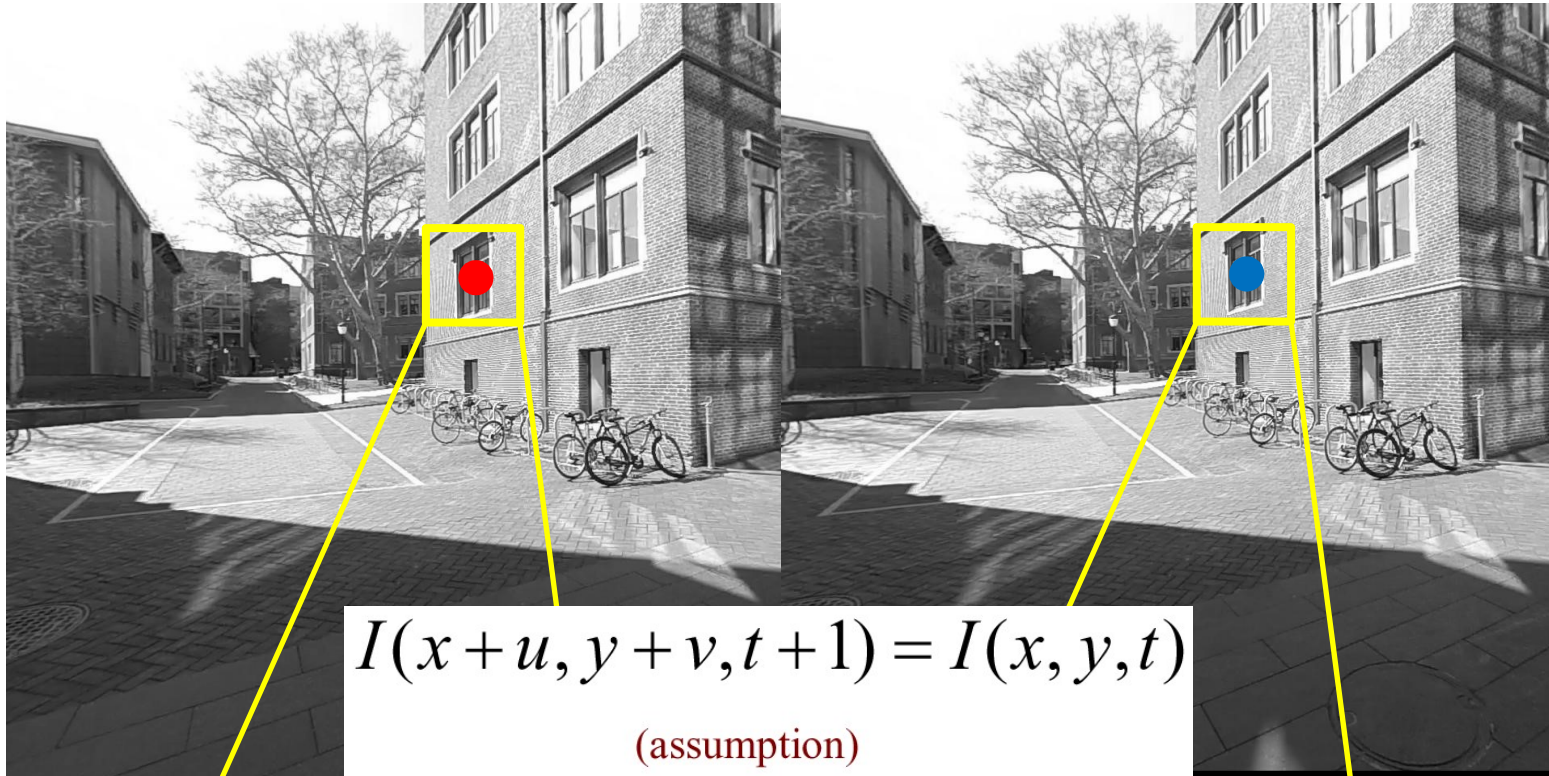 I(x+u, y+v,t+1) = I(x, y,t)
(assumption)